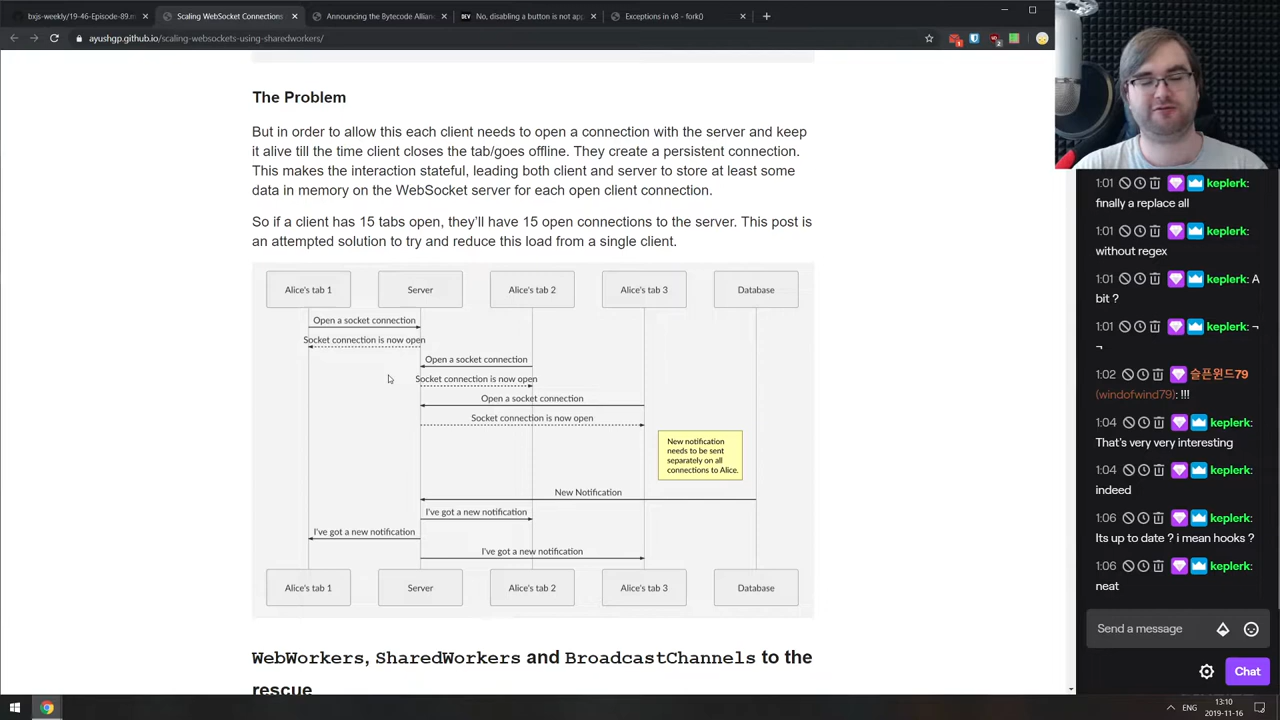 bxjs-weekly/19-46-Episode-89.m
Scaling WebSocket Connections
Announcing the Bytecode Allian
DEV
No, disabling a button is not app
Exceptions in v8 - fork()
ayushgp.github.io/scaling-websockets-using-sharedworkers/
The Problem
But in order to allow this each client needs to open a connection with the server and keep
it alive till the time client closes the tab/goes offline. They create a persistent connection.
This makes the interaction stateful, leading both client and server to store at least some
data in memory on the WebSocket server for each open client connection.
So if a client has 15 tabs open, they'll have 15 open connections to the server. This post is
an attempted solution to try and reduce this load from a single client.
Alice's tab 1
Server
Alice's tab 2
Alice's tab 3
Database
Open a socket connection
Socket connection is now open
Open a socket connection
Socket connection is now open
Open a socket connection
Socket connection is now open
New notification
needs to be sent
separately on all
connections to Alice.
New Notification
I've got a new notification
I've got a new notification
I've got a new notification
Alice's tab 1
Server
Alice's tab 2
Alice's tab 3
Database
WebWorkers, SharedWorkers and BroadcastChannels to the
rescue
1:01 keplerk:
finally a replace all
1:01 keplerk:
without regex
1:01 keplerk: A
bit ?
1:01 keplerk: ¬
¬
1:02 슬픈윈드79
(windofwind79): !!!
1:04 keplerk:
That's very very interesting
1:04 keplerk:
indeed
1:06 keplerk:
Its up to date ? i mean hooks ?
1:06 keplerk:
neat
Send a message
Chat
ENG
13:10
2019-11-16